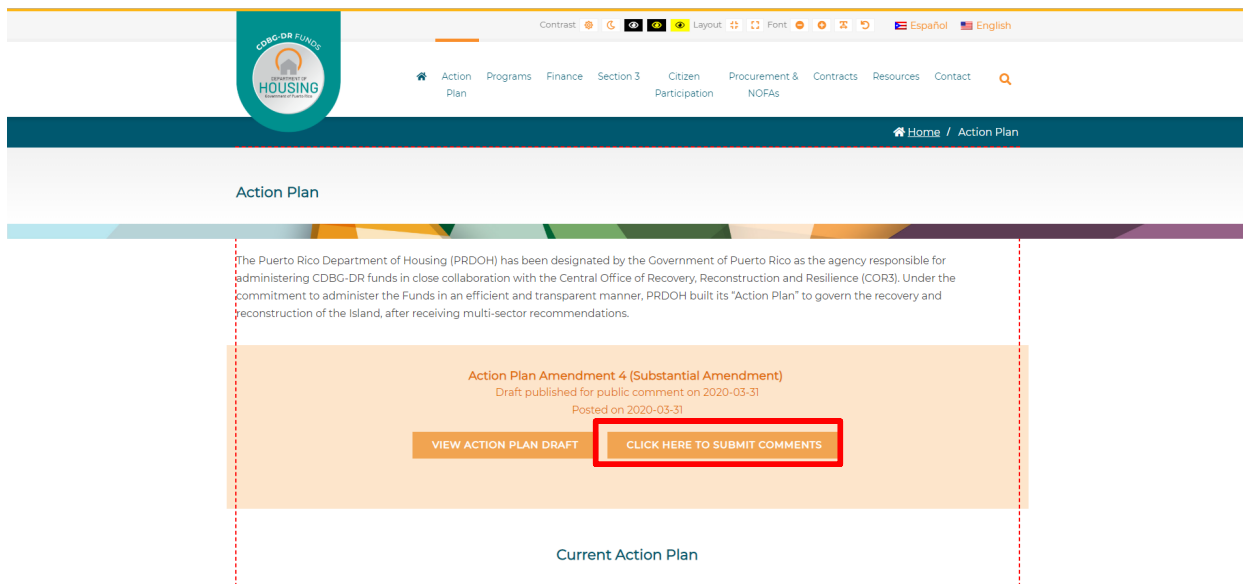 Contrast Layout Font Español English
CDBG-DR FUNDS
DEPARTMENT OF
HOUSING
Government of Puerto Rico
Action Plan Programs Finance Section 3 Citizen Participation Procurement & NOFAs Contracts Resources Contact
Home / Action Plan
Action Plan
The Puerto Rico Department of Housing (PRDOH) has been designated by the Government of Puerto Rico as the agency responsible for
administering CDBG-DR funds in close collaboration with the Central Office of Recovery, Reconstruction and Resilience (COR3). Under the
commitment to administer the Funds in an efficient and transparent manner, PRDOH built its “Action Plan” to govern the recovery and
reconstruction of the Island, after receiving multi-sector recommendations.
Action Plan Amendment 4 (Substantial Amendment)
Draft published for public comment on 2020-03-31
Posted on 2020-03-31
VIEW ACTION PLAN DRAFT CLICK HERE TO SUBMIT COMMENTS
Current Action Plan